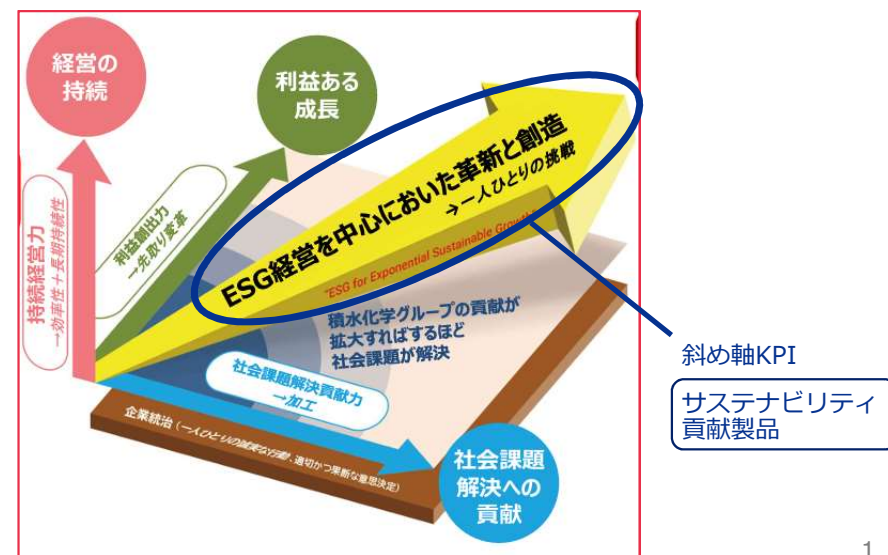 経営の
持続
利益ある
成長
ESG経営を中心においた革新と創造
→一人ひとりの挑戦
"ESG for Exponential Sustainable Growth"
利益創出力
→先取り変革
持続経営力
→効率性＋長期持続性
積水化学グループの貢献が
拡大すればするほど
社会課題が解決
社会課題解決貢献力
→加工
企業統治（一人ひとりの誠実な行動、適切かつ果断な意思決定）
社会課題
解決への
貢献
斜め軸KPI
サステナビリティ
貢献製品
1